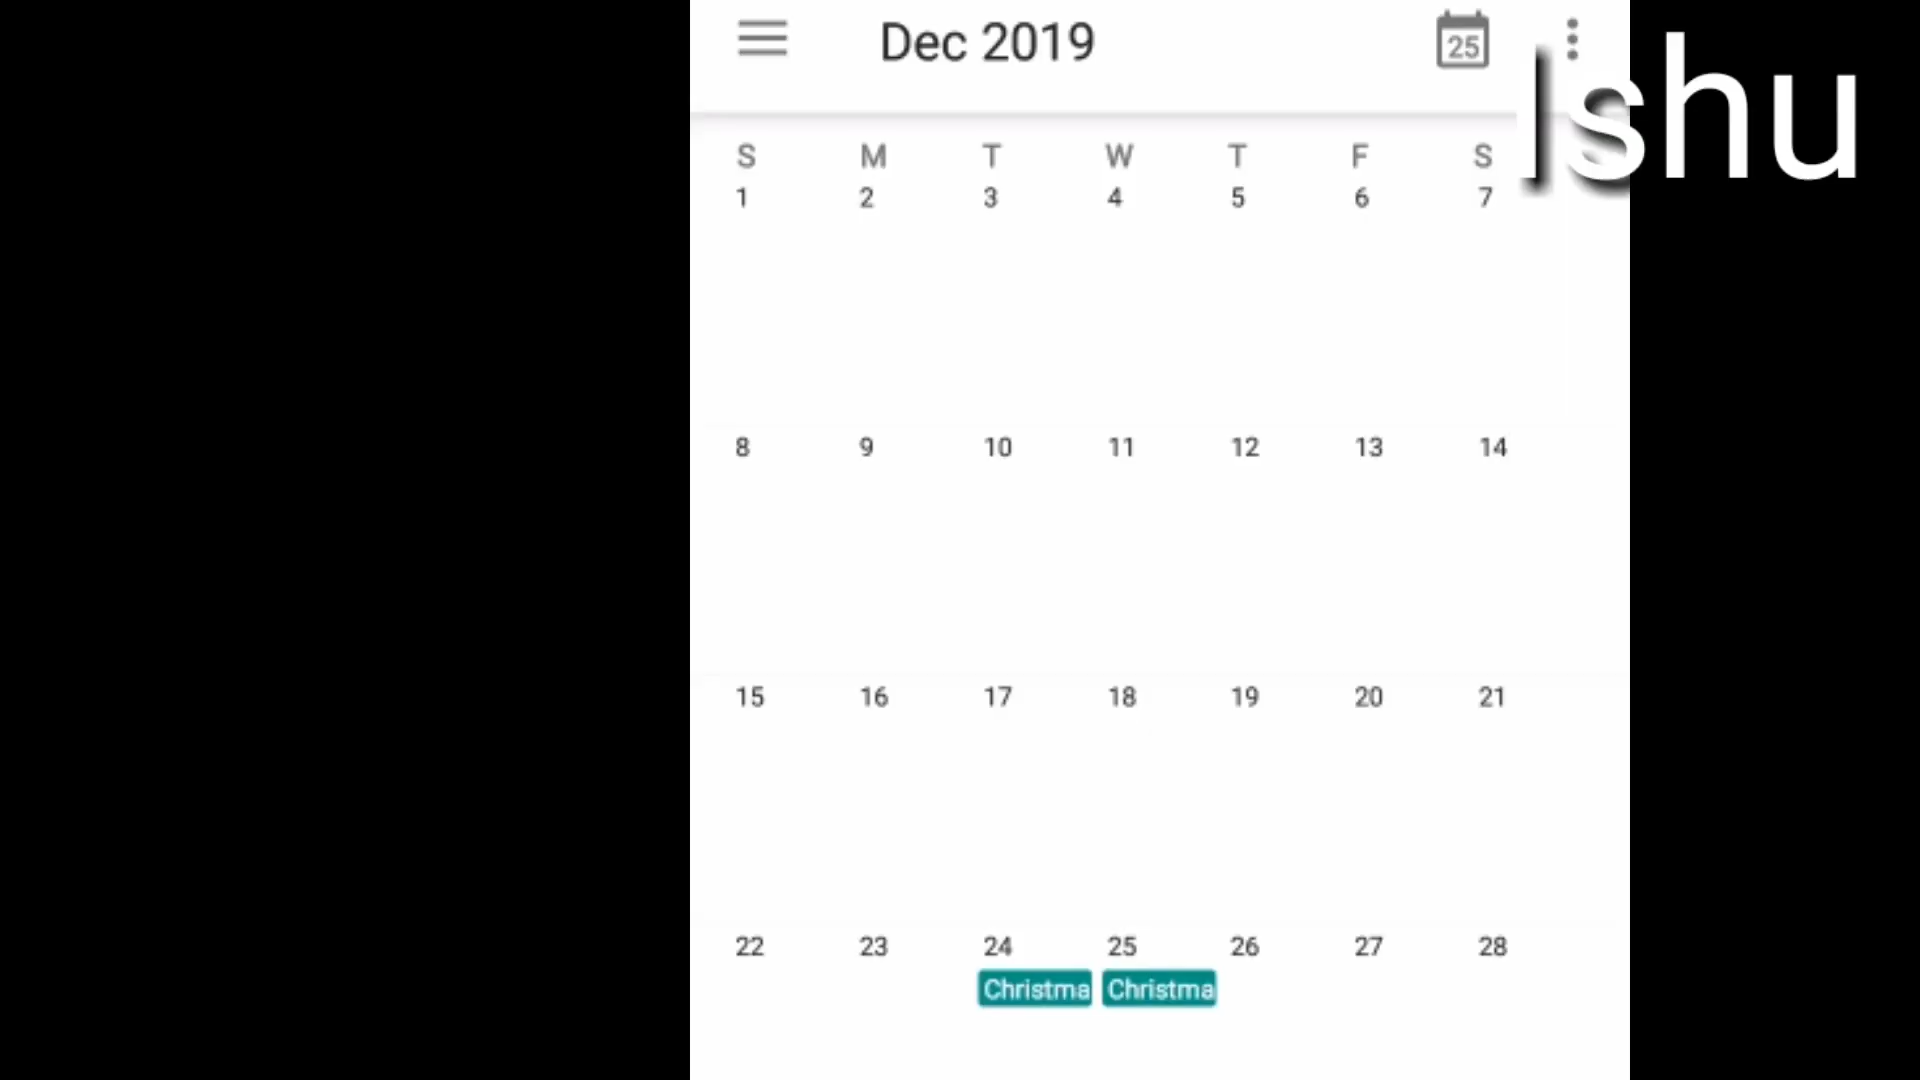 Dec 2019
25
Ishu
S M T W T F S
1 2 3 4 5 6 7
8 9 10 11 12 13 14
15 16 17 18 19 20 21
22 23 24 25 26 27 28
Christma Christma